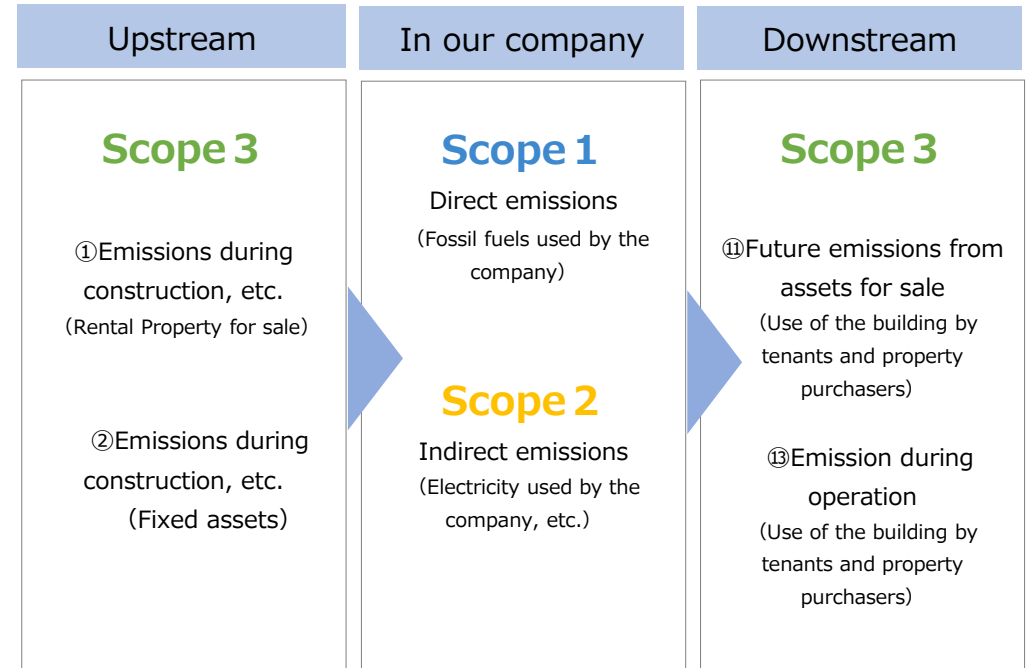 Upstream
Scope 3
①Emissions during
construction, etc.
（Rental Property for sale）
②Emissions during
construction, etc.
（Fixed assets）
In our company
Scope 1
Direct emissions
（Fossil fuels used by the
company）
Scope 2
Indirect emissions
（Electricity used by the
company, etc.）
Downstream
Scope 3
⑪Future emissions from
assets for sale
（Use of the building by
tenants and property
purchasers）
⑬Emission during
operation
（Use of the building by
tenants and property
purchasers）